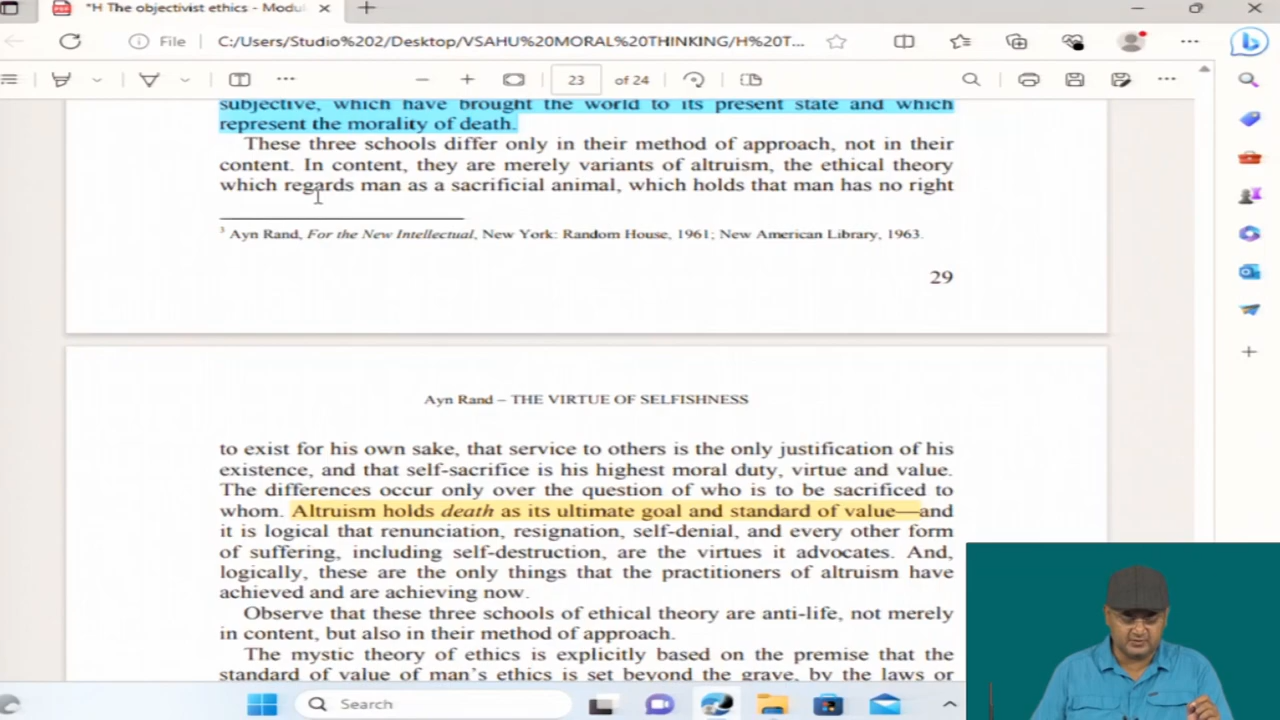 "H The objectivist ethics - Modu
File
C:/Users/Studio%202/Desktop/VSAHU%20MORAL%20THINKING/H%20T...
23 of 24
subjective, which have brought the world to its present state and which
represent the morality of death.
These three schools differ only in their method of approach, not in their
content. In content, they are merely variants of altruism, the ethical theory
which regards man as a sacrificial animal, which holds that man has no right
3 Ayn Rand, For the New Intellectual, New York: Random House, 1961; New American Library, 1963.
29
Ayn Rand – THE VIRTUE OF SELFISHNESS
to exist for his own sake, that service to others is the only justification of his
existence, and that self-sacrifice is his highest moral duty, virtue and value.
The differences occur only over the question of who is to be sacrificed to
whom. Altruism holds death as its ultimate goal and standard of value—and
it is logical that renunciation, resignation, self-denial, and every other form
of suffering, including self-destruction, are the virtues it advocates. And,
logically, these are the only things that the practitioners of altruism have
achieved and are achieving now.
Observe that these three schools of ethical theory are anti-life, not merely
in content, but also in their method of approach.
The mystic theory of ethics is explicitly based on the premise that the
standard of value of man's ethics is set beyond the grave, by the laws or
Search